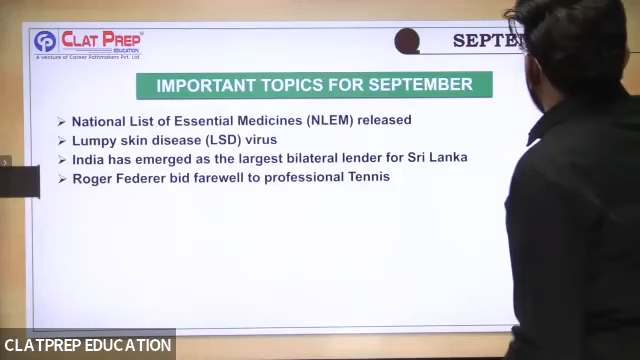 CLAT PREP
EDUCATION
A venture of Career Pathmakers Pvt. Ltd.
IMPORTANT TOPICS FOR SEPTEMBER
➢ National List of Essential Medicines (NLEM) released
➢ Lumpy skin disease (LSD) virus
➢ India has emerged as the largest bilateral lender for Sri Lanka
➢ Roger Federer bid farewell to professional Tennis
CLATPREP EDUCATION